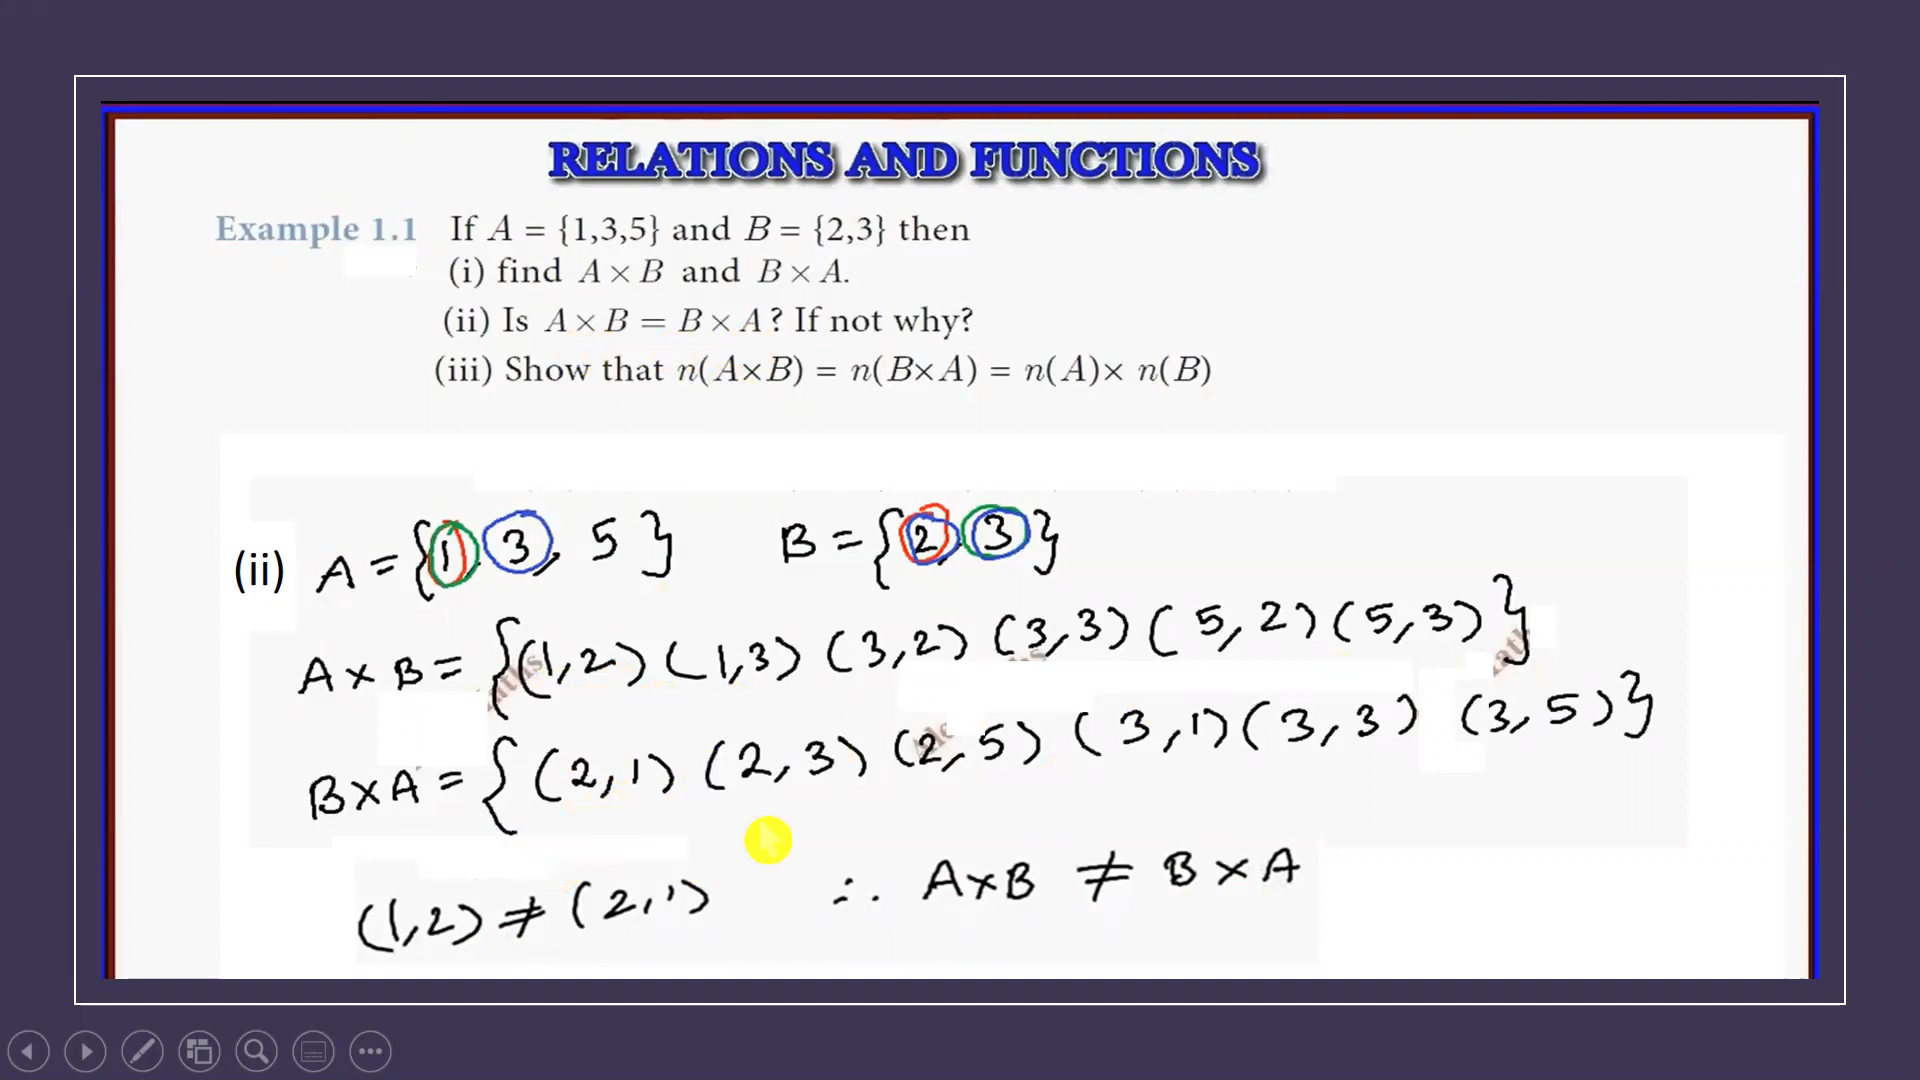 RELATIONS AND FUNCTIONS
Example 1.1 If A = {1,3,5} and B = {2,3} then
(i) find A × B and B × A.
(ii) Is A × B = B × A? If not why?
(iii) Show that n(A×B) = n(B×A) = n(A)× n(B)
(ii) A = {1, 3, 5} B = {2, 3}
A × B = {(1,2) (1,3) (3,2) (3,3) (5,2) (5,3)}
B × A = {(2,1) (2,3) (2,5) (3,1) (3,3) (3,5)}
(1,2) ≠ (2,1) ∴ A×B ≠ B × A